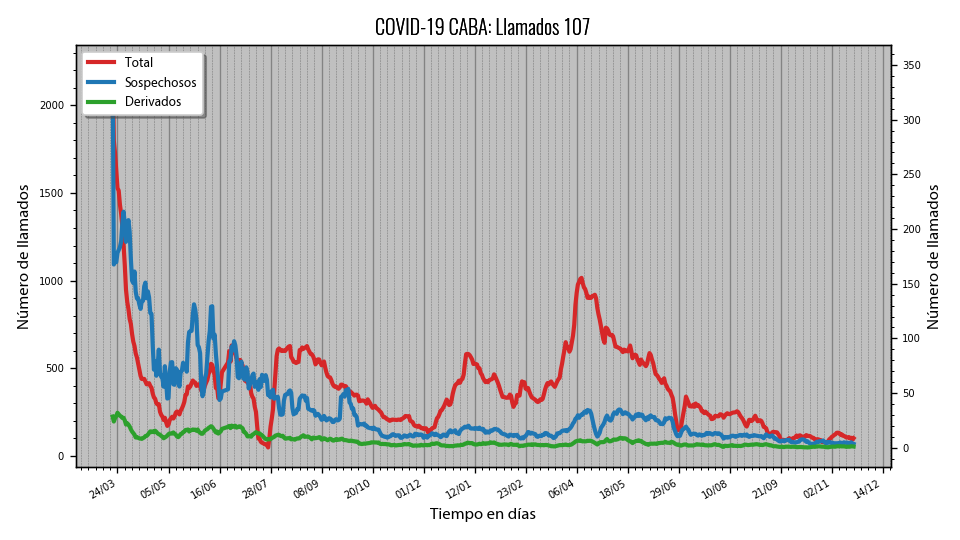 COVID-19 CABA: Llamados 107
Total
Sospechosos
Derivados
Número de llamados
2000
1500
1000
500
0
350
300
250
200
150
100
50
0
Número de llamados
24/03 05/05 16/06 28/07 08/09 20/10 01/12 12/01 23/02 06/04 18/05 29/06 10/08 21/09 02/11 14/12
Tiempo en días